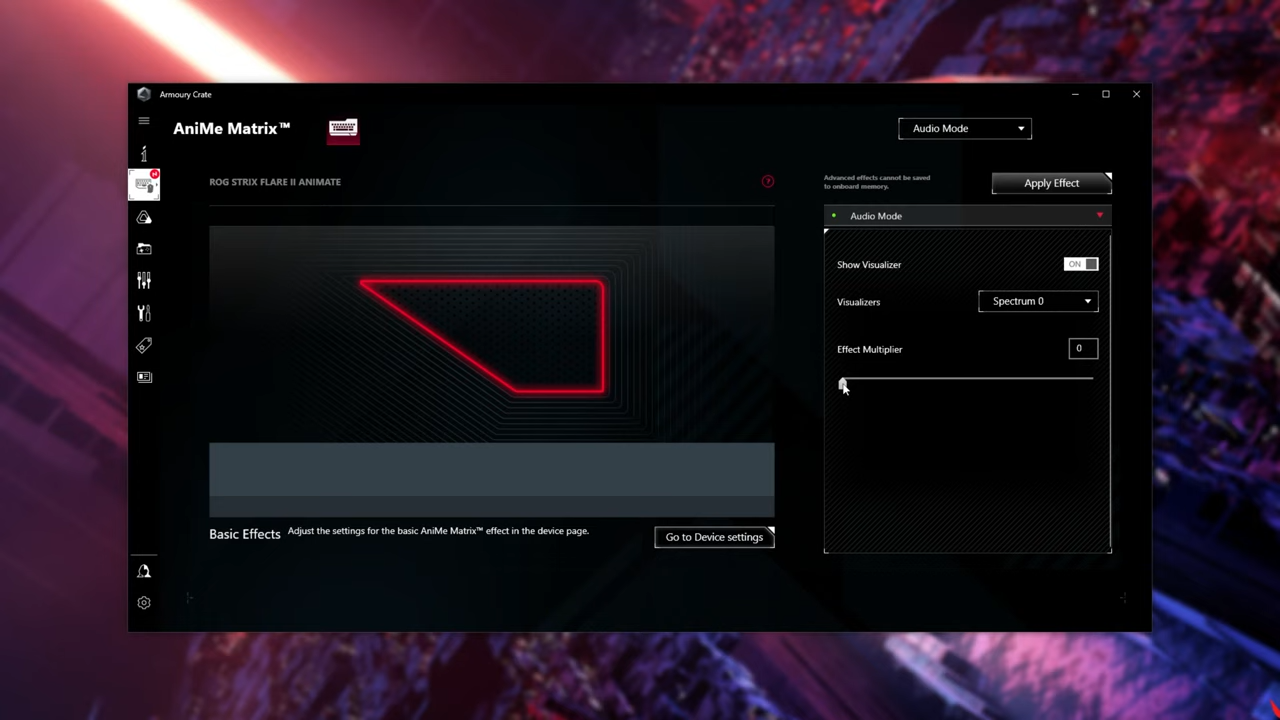 Armoury Crate
AniMe Matrix™
Audio Mode
ROG STRIX FLARE II ANIMATE
?
Advanced effects cannot be saved
to onboard memory.
Apply Effect
Audio Mode
Show Visualizer
ON
Visualizers
Spectrum 0
Effect Multiplier
0
Basic Effects
Adjust the settings for the basic AniMe Matrix™ effect in the device page.
Go to Device settings